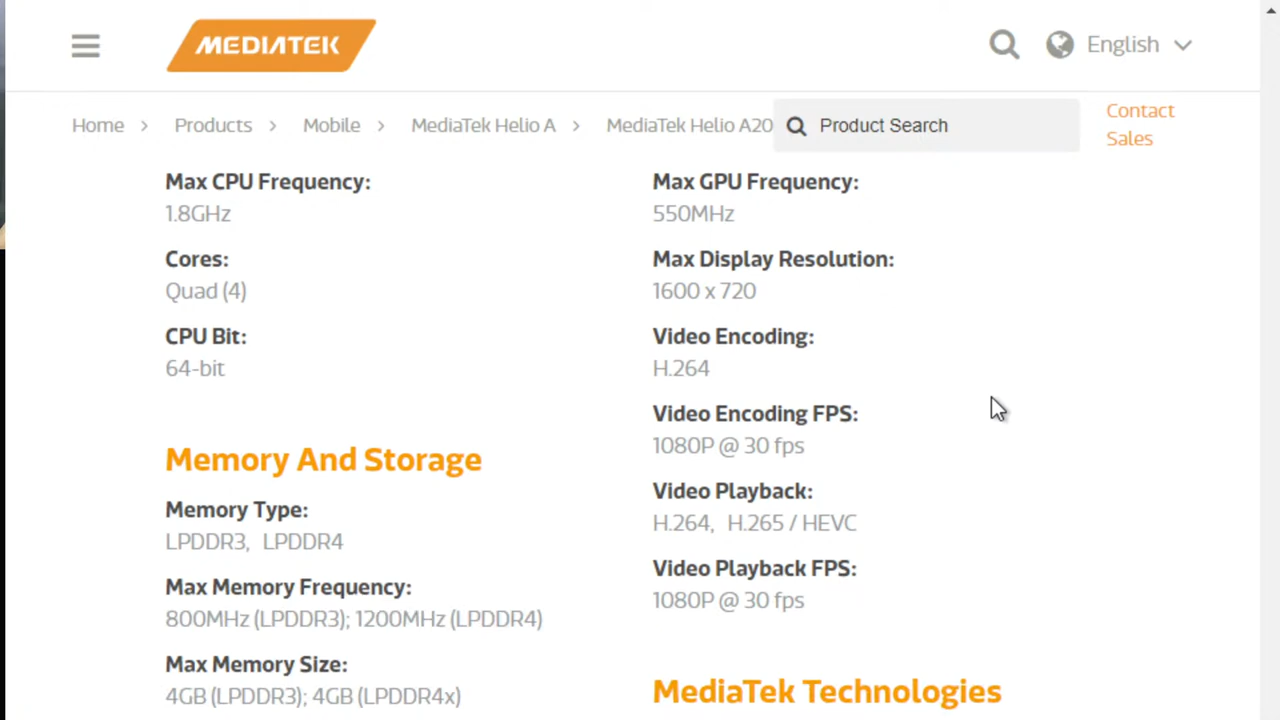 MEDIATEK
English
Home > Products > Mobile > MediaTek Helio A > MediaTek Helio A20
Product Search
Contact
Sales
Max CPU Frequency:
1.8GHz
Cores:
Quad (4)
CPU Bit:
64-bit
Memory And Storage
Memory Type:
LPDDR3, LPDDR4
Max Memory Frequency:
800MHz (LPDDR3); 1200MHz (LPDDR4)
Max Memory Size:
4GB (LPDDR3); 4GB (LPDDR4x)
Max GPU Frequency:
550MHz
Max Display Resolution:
1600 x 720
Video Encoding:
H.264
Video Encoding FPS:
1080P @ 30 fps
Video Playback:
H.264, H.265 / HEVC
Video Playback FPS:
1080P @ 30 fps
MediaTek Technologies